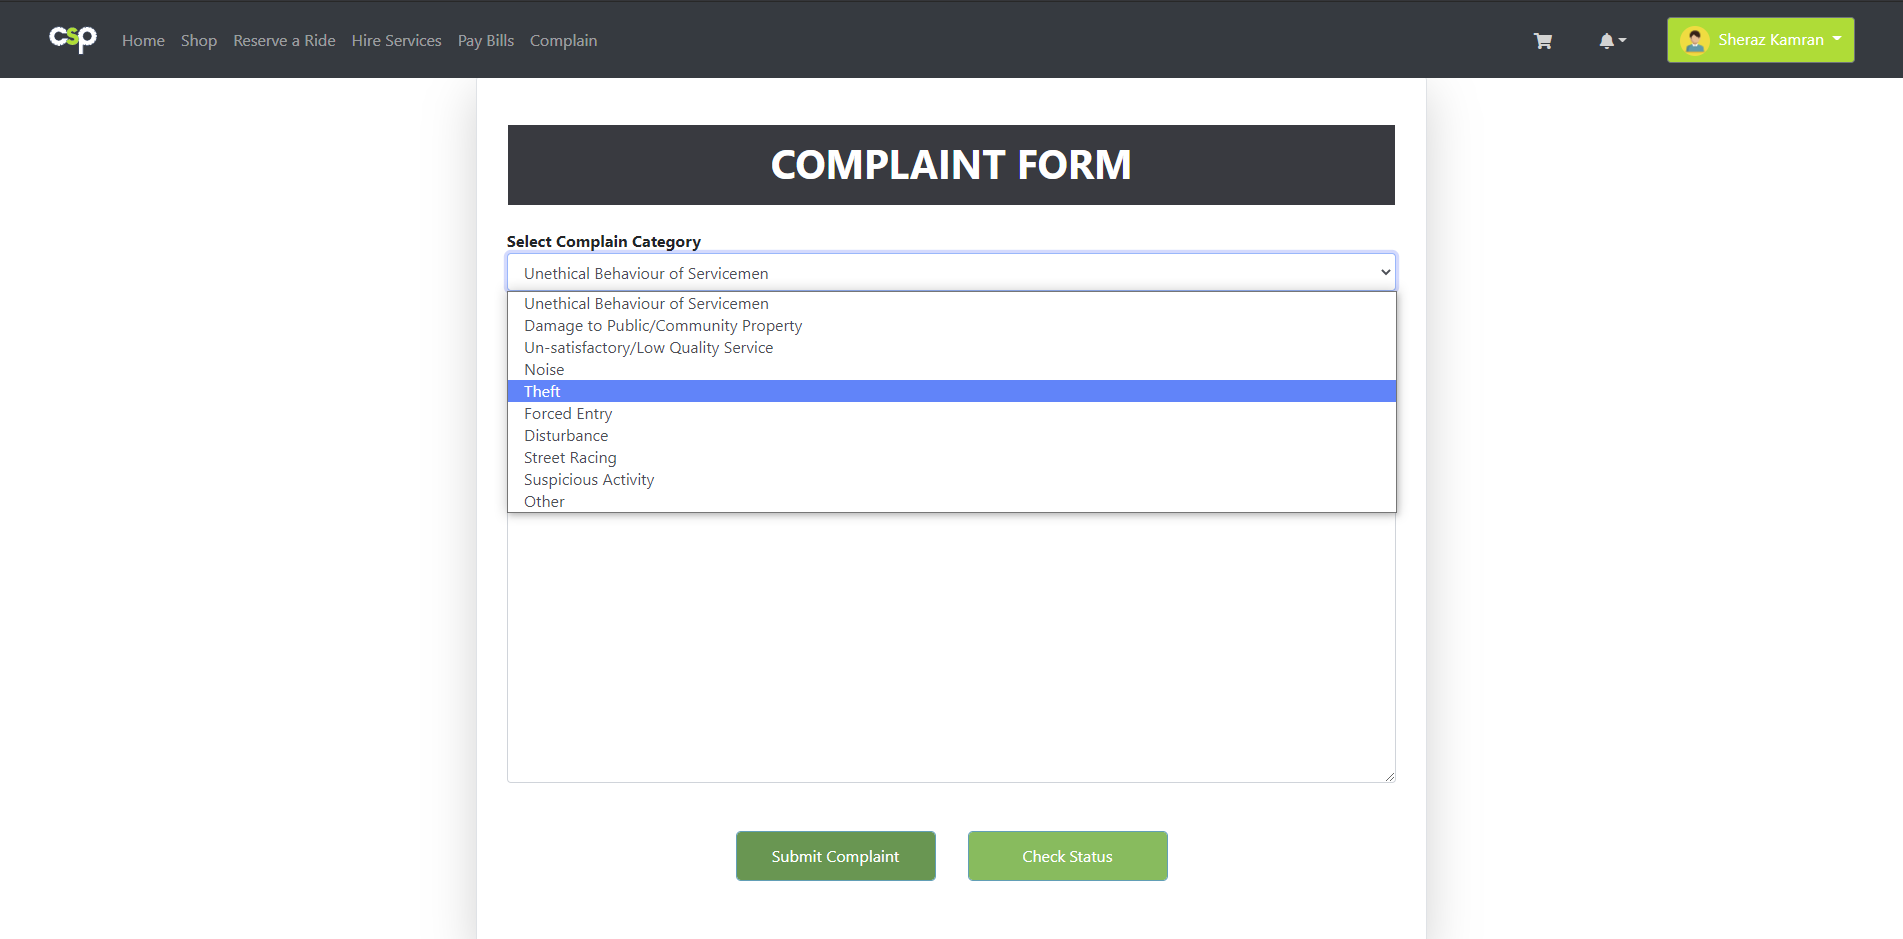 csp Home Shop Reserve a Ride Hire Services Pay Bills Complain Sheraz Kamran
COMPLAINT FORM
Select Complain Category
Unethical Behaviour of Servicemen
Unethical Behaviour of Servicemen
Damage to Public/Community Property
Un-satisfactory/Low Quality Service
Noise
Theft
Forced Entry
Disturbance
Street Racing
Suspicious Activity
Other
Submit Complaint Check Status